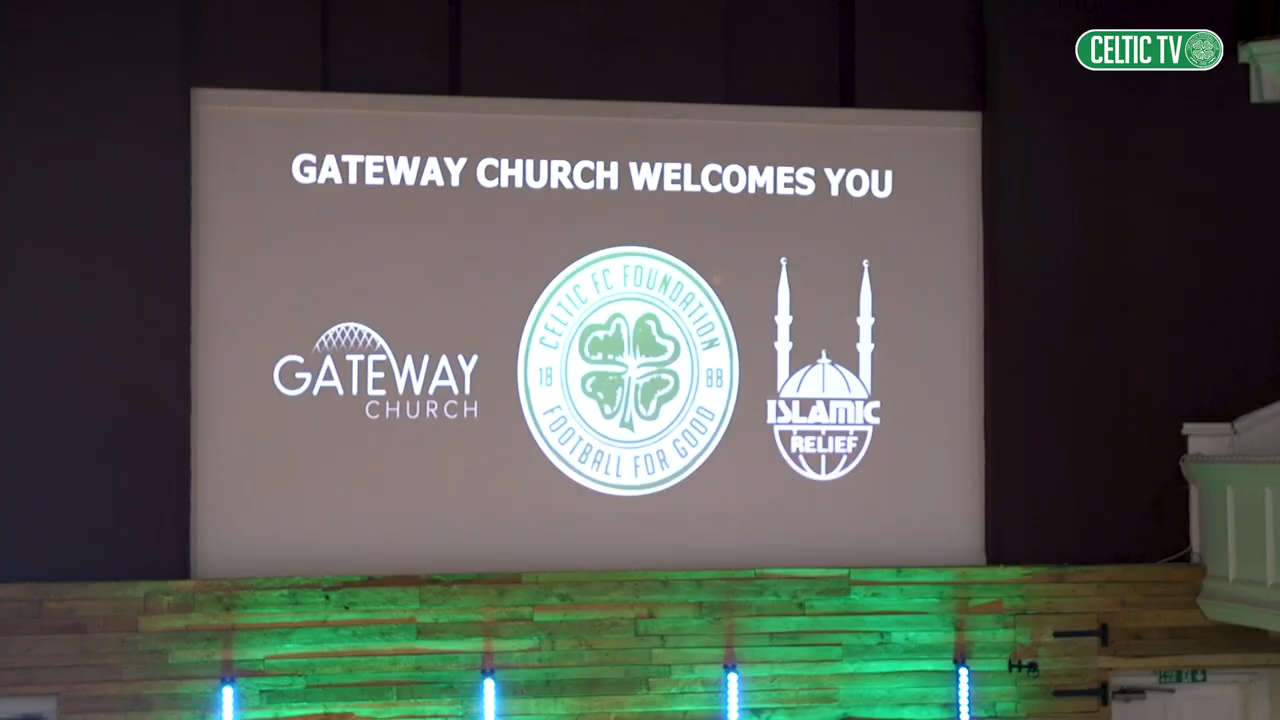 CELTIC TV
GATEWAY CHURCH WELCOMES YOU
GATEWAY
CHURCH
CELTIC FC FOUNDATION
18 88
FOOTBALL FOR GOOD
ISLAMIC
RELIEF